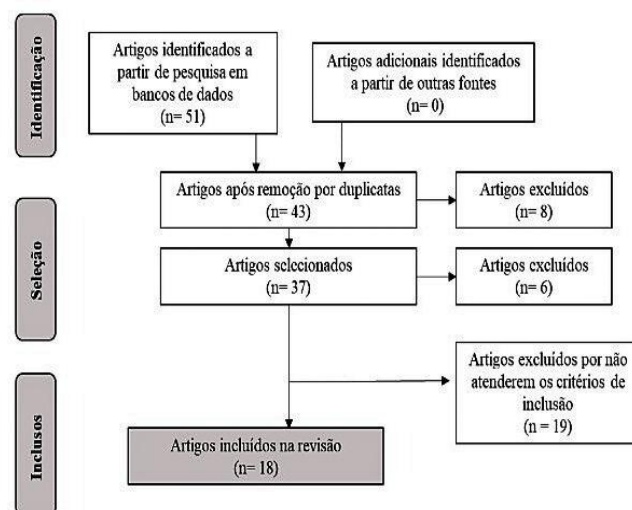 Identificação
Artigos identificados a
partir de pesquisa em
bancos de dados
(n= 51)
Artigos adicionais identificados
a partir de outras fontes
(n= 0)
Seleção
Artigos após remoção por duplicatas
(n= 43)
Artigos excluídos
(n= 8)
Artigos selecionados
(n= 37)
Artigos excluídos
(n= 6)
Artigos excluídos por não
atenderem os critérios de
inclusão
(n = 19)
Inclusos
Artigos incluídos na revisão
(n= 18)